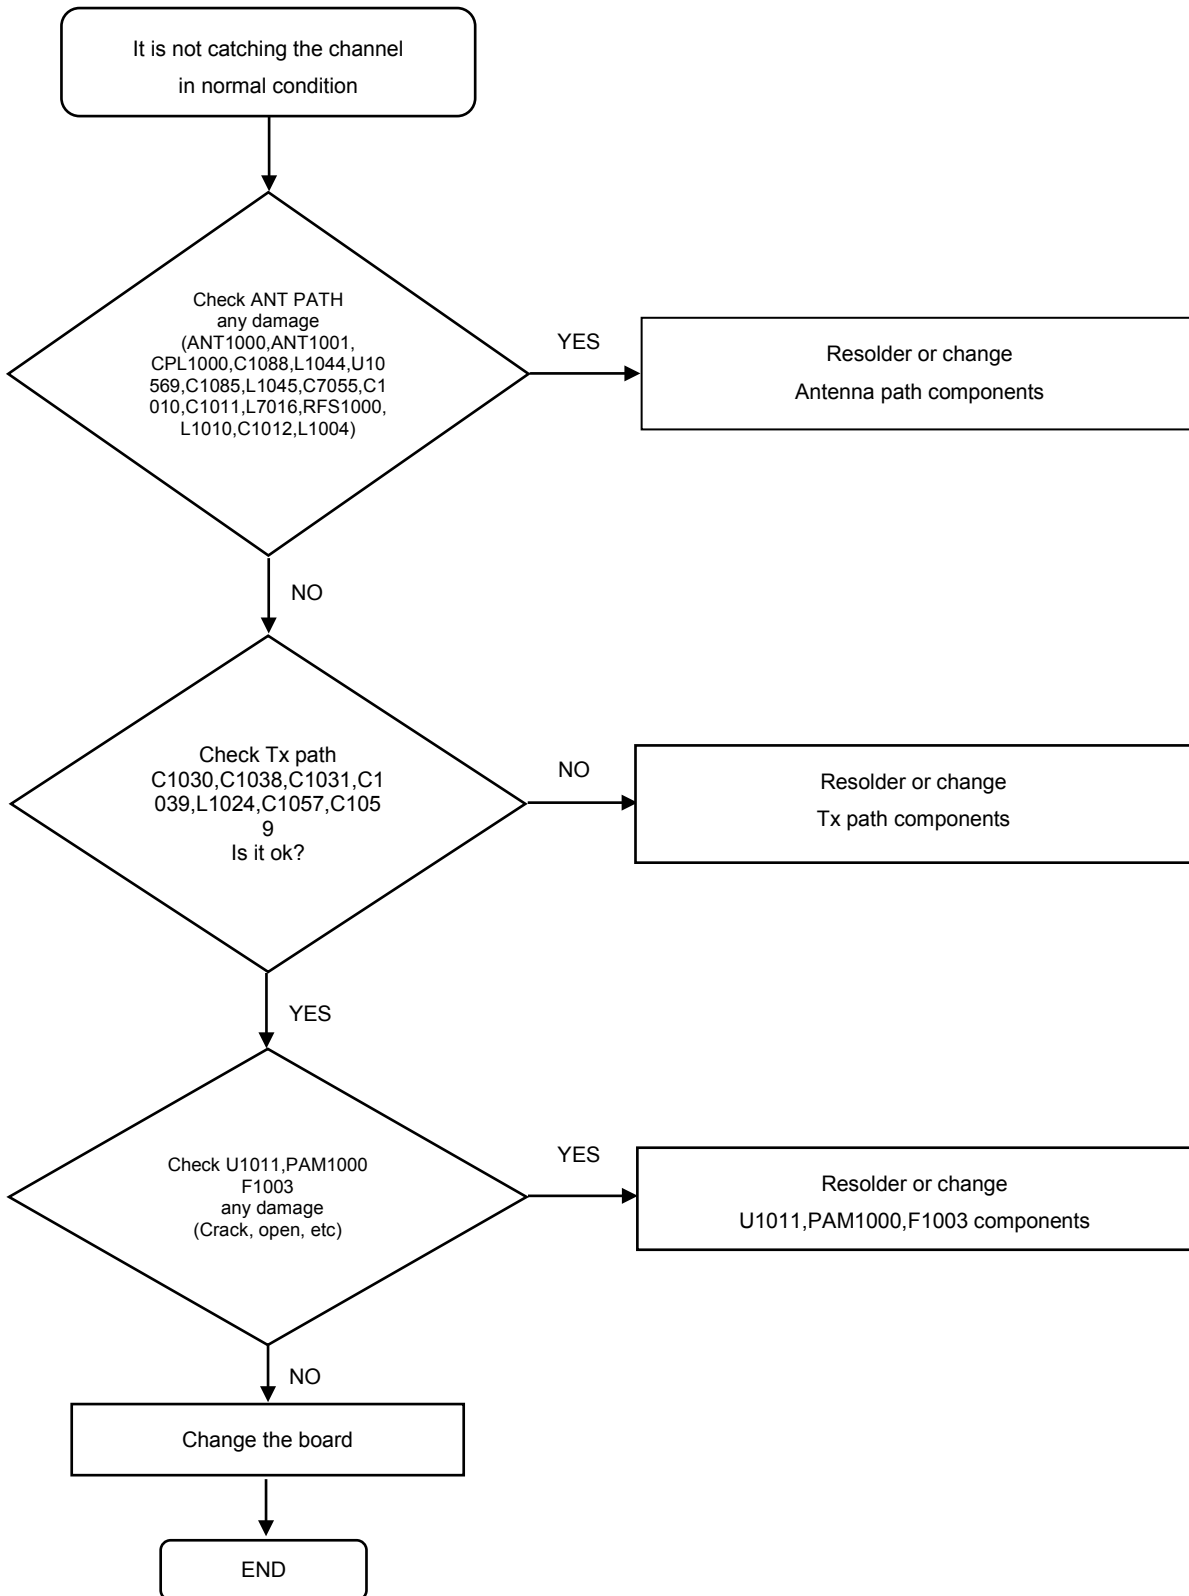 It is not catching the channel
in normal condition
Check ANT PATH
any damage
(ANT1000,ANT1001,
CPL1000,C1088,L1044,U10
569,C1085,L1045,C7055,C1
010,C1011,L7016,RFS1000,
L1010,C1012,L1004)
YES
Resolder or change
Antenna path components
NO
Check Tx path
C1030,C1038,C1031,C1
039,L1024,C1057,C105
9
Is it ok?
NO
Resolder or change
Tx path components
YES
Check U1011,PAM1000
F1003
any damage
(Crack, open, etc)
YES
Resolder or change
U1011,PAM1000,F1003 components
NO
Change the board
END